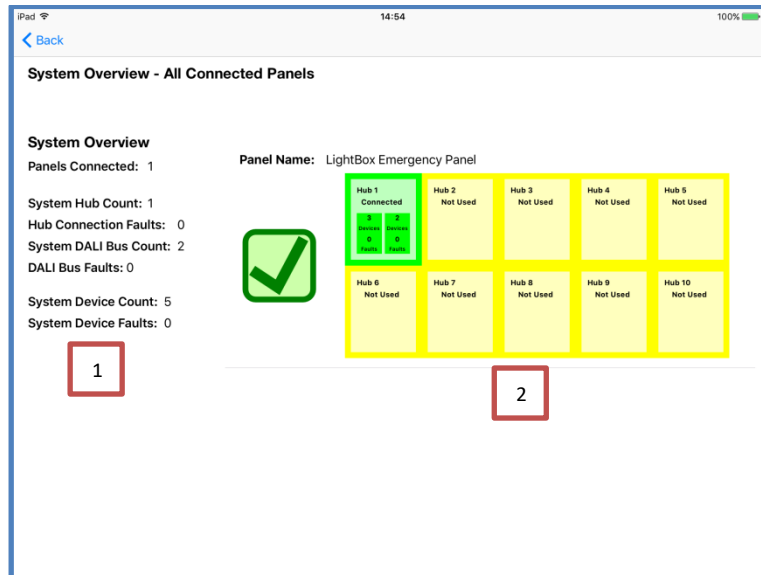 iPad 14:54 100%
Back
System Overview - All Connected Panels
System Overview
Panels Connected: 1
System Hub Count: 1
Hub Connection Faults: 0
System DALI Bus Count: 2
DALI Bus Faults: 0
System Device Count: 5
System Device Faults: 0
1
Panel Name: LightBox Emergency Panel
Hub 1
Connected
3 2
Devices Devices
0 0
Faults Faults
Hub 2
Not Used
Hub 3
Not Used
Hub 4
Not Used
Hub 5
Not Used
Hub 6
Not Used
Hub 7
Not Used
Hub 8
Not Used
Hub 9
Not Used
Hub 10
Not Used
2